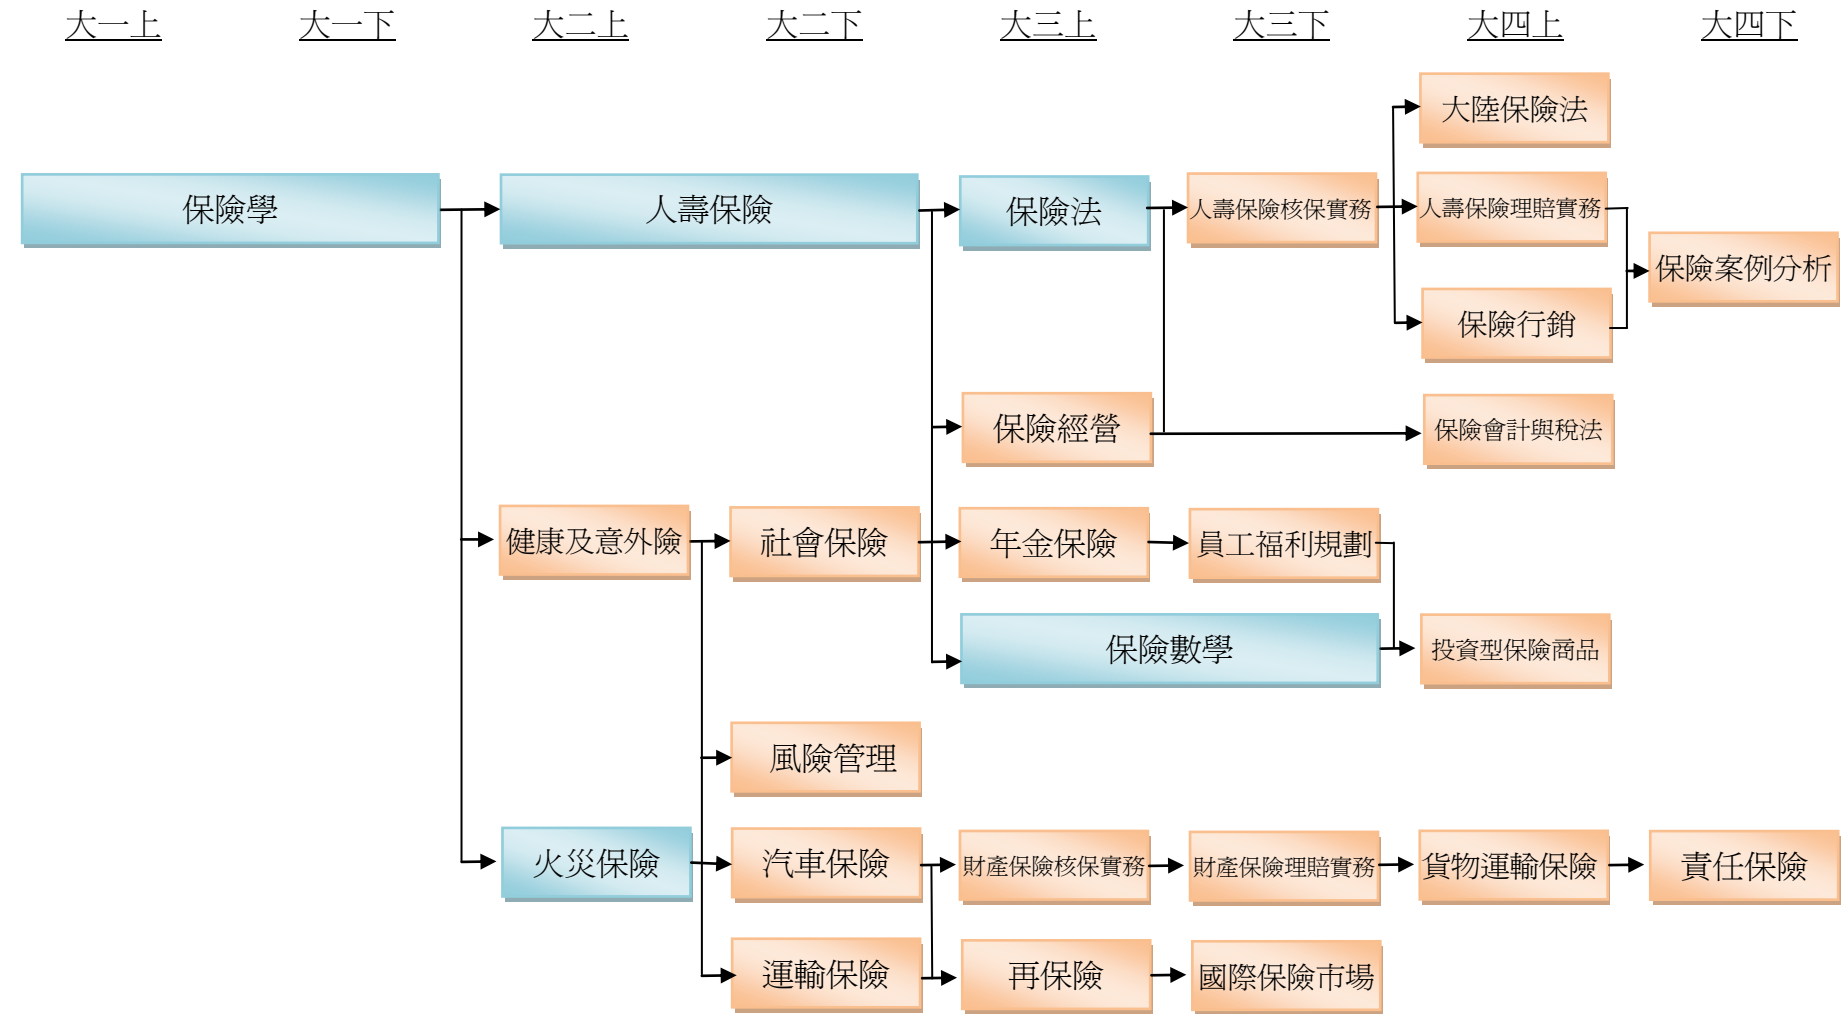 大一上
大一下
大二上
大二下
大三上
大三下
大四上
大四下
大陸保險法
保險學
人壽保險
保險法
人壽保險核保實務
人壽保險理賠實務
保險案例分析
保險行銷
保險經營
保險會計與稅法
健康及意外險
社會保險
年金保險
員工福利規劃
保險數學
投資型保險商品
風險管理
火災保險
汽車保險
財產保險核保實務
財產保險理賠實務
貨物運輸保險
責任保險
運輸保險
再保險
國際保險市場